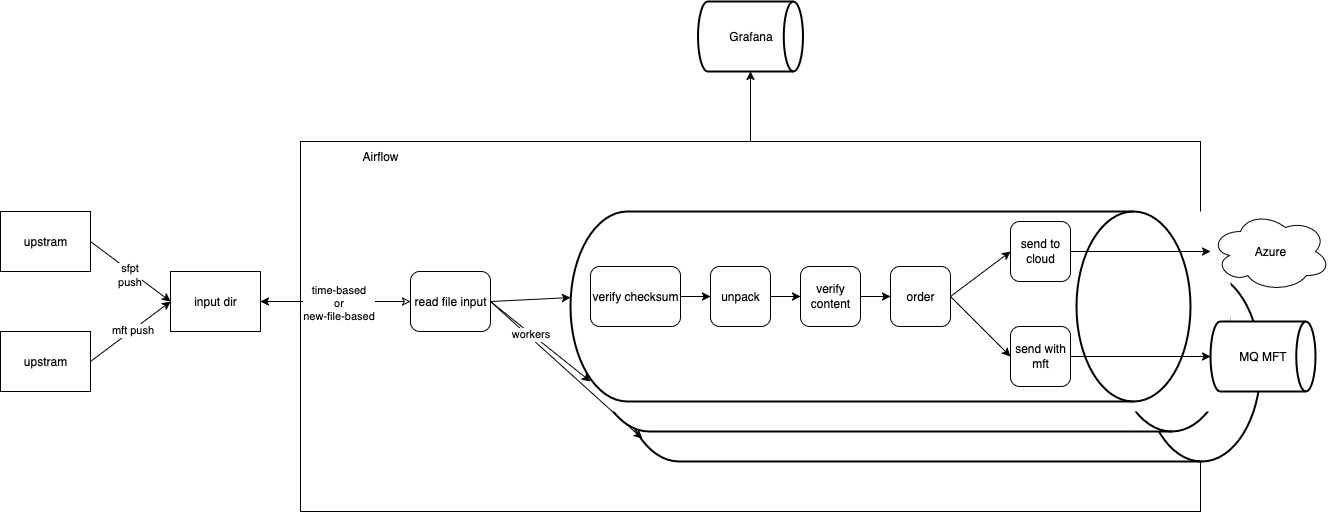 Grafana
Airflow
upstram
sfpt
push
mft push
upstram
input dir
time-based
or
new-file-based
read file input
workers
verify checksum
unpack
verify
content
order
send to
cloud
send with
mft
Azure
MQ MFT